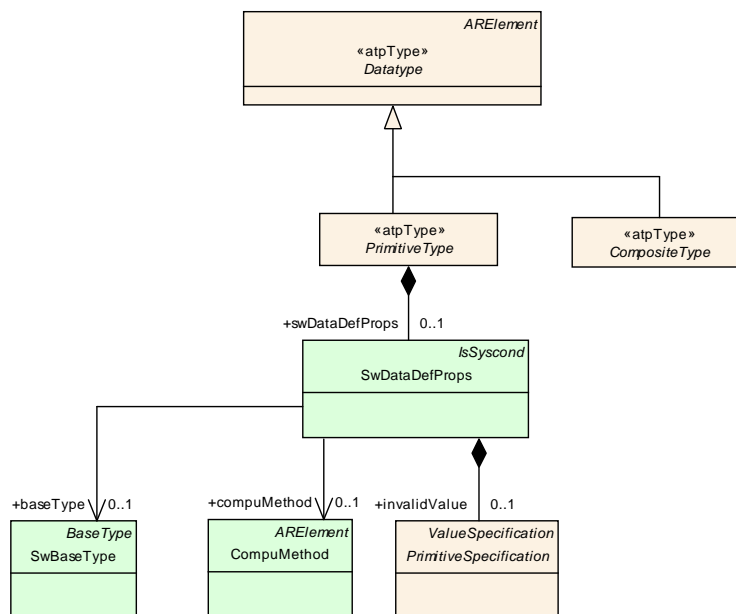 ARElement
«atpType»
Datatype
«atpType»
PrimitiveType
«atpType»
CompositeType
+swDataDefProps 0..1
IsSyscond
SwDataDefProps
+baseType 0..1
+compuMethod 0..1
+invalidValue 0..1
BaseType
SwBaseType
ARElement
CompuMethod
ValueSpecification
PrimitiveSpecification